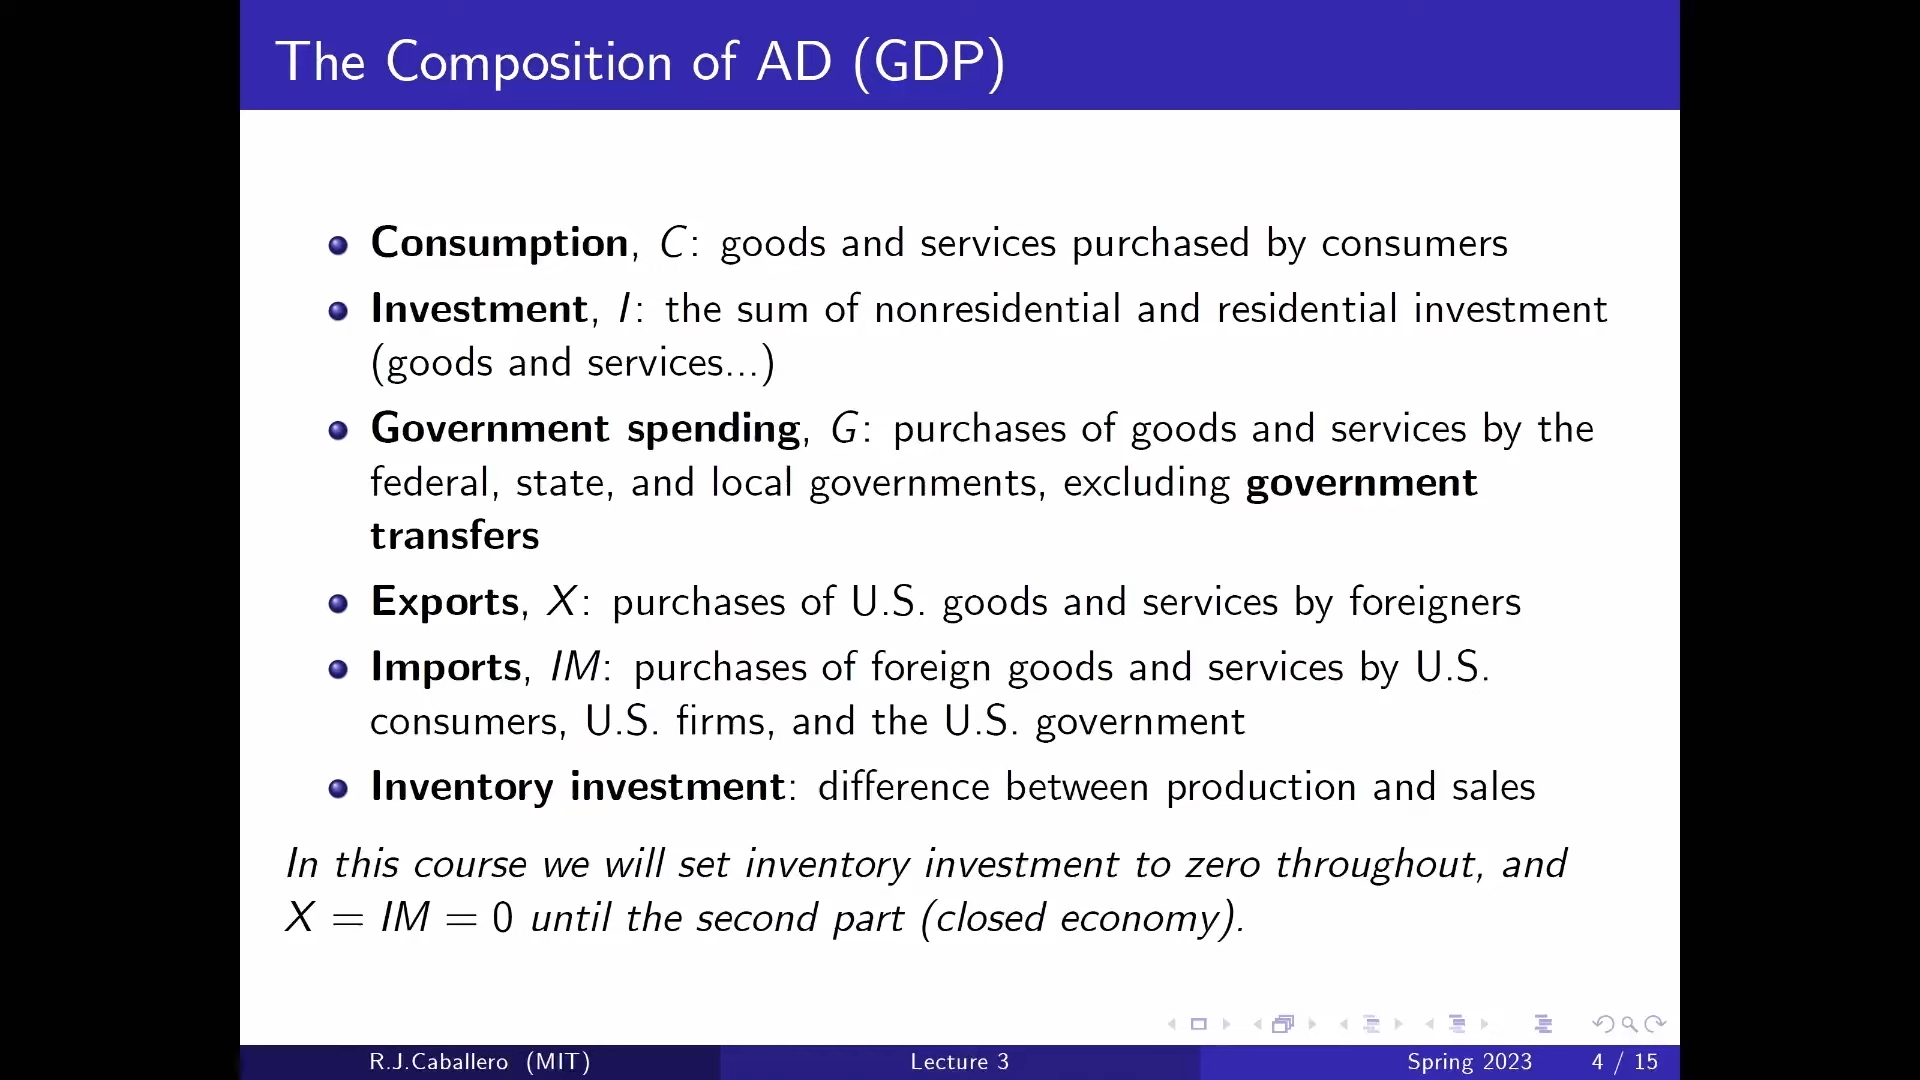 The Composition of AD (GDP)
Consumption, C: goods and services purchased by consumers
Investment, I: the sum of nonresidential and residential investment
(goods and services...)
Government spending, G: purchases of goods and services by the
federal, state, and local governments, excluding government
transfers
Exports, X: purchases of U.S. goods and services by foreigners
Imports, IM: purchases of foreign goods and services by U.S.
consumers, U.S. firms, and the U.S. government
Inventory investment: difference between production and sales
In this course we will set inventory investment to zero throughout, and
X = IM = 0 until the second part (closed economy).
R.J.Caballero (MIT) Lecture 3 Spring 2023 4 / 15